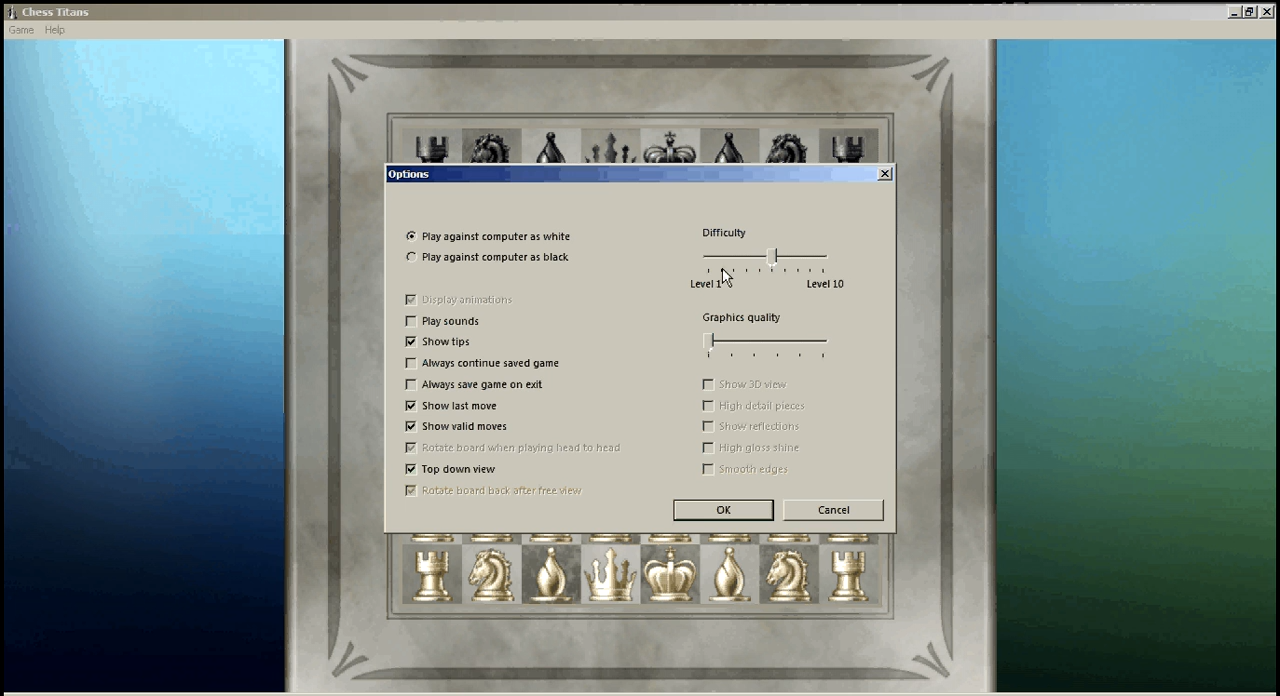 Chess Titans
Game Help
Options
Play against computer as white
Play against computer as black
Display animations
Play sounds
Show tips
Always continue saved game
Always save game on exit
Show last move
Show valid moves
Rotate board when playing head to head
Top down view
Rotate board back after free view
Difficulty
Level 1 Level 10
Graphics quality
Show 3D view
High detail pieces
Show reflections
High gloss shine
Smooth edges
OK Cancel